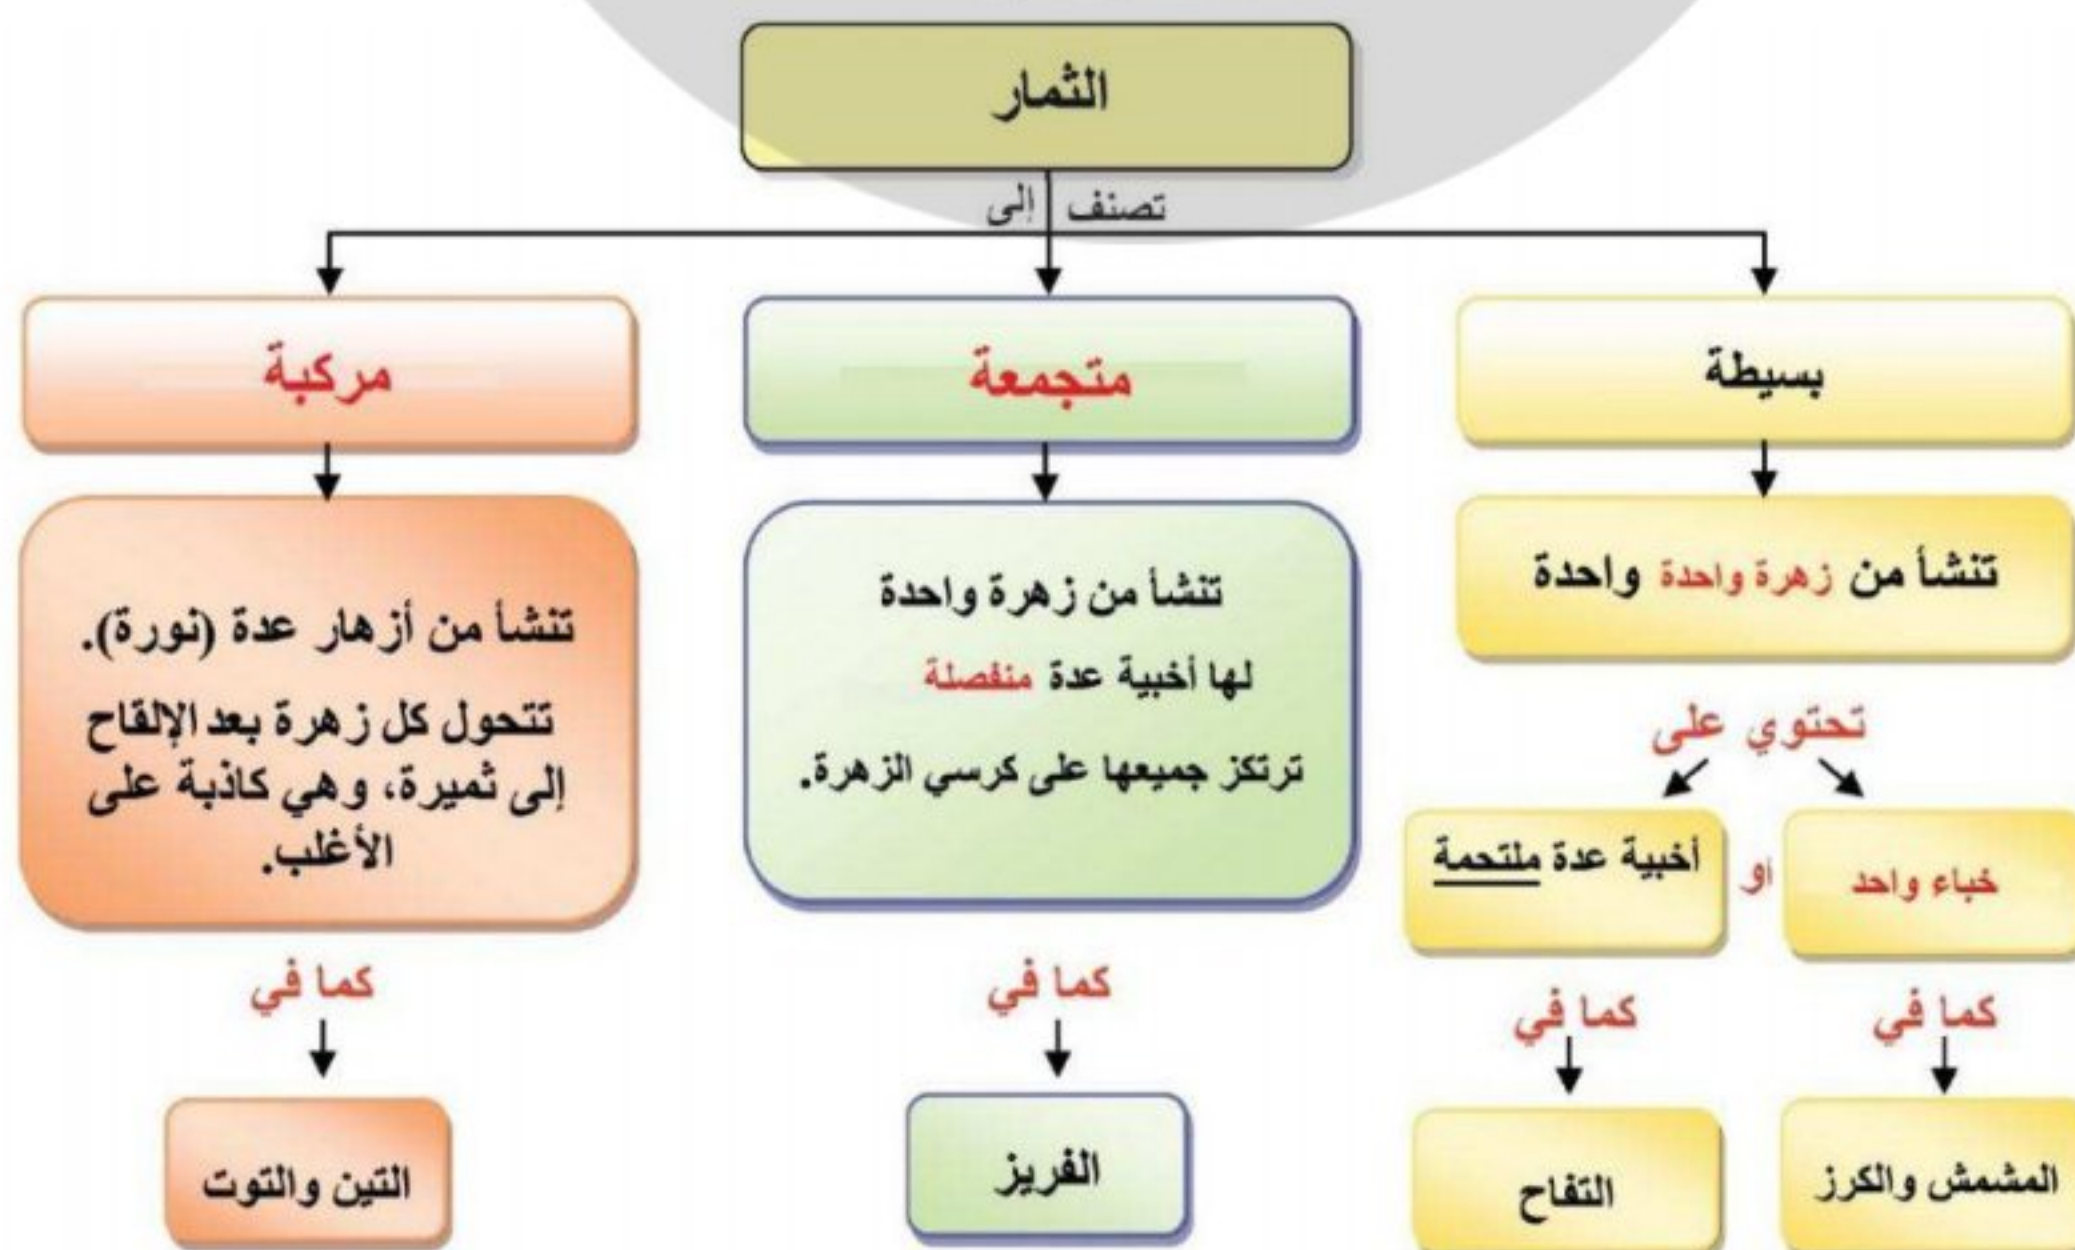 الثمار
تصنف إلى
بسيطة
متجمعة
مركبة
تنشأ من زهرة واحدة واحدة
تحتوي على
خباء واحد
أو
أخبية عدة ملتحمة
كما في
كما في
المشمش والكرز
التفاح
تنشأ من زهرة واحدة
لها أخبية عدة منفصلة
ترتكز جميعها على كرسي الزهرة.
كما في
الفريز
تنشأ من أزهار عدة (نورة).
تتحول كل زهرة بعد الإلقاح
إلى ثميرة، وهي كاذبة على
الأغلب.
كما في
التين والتوت